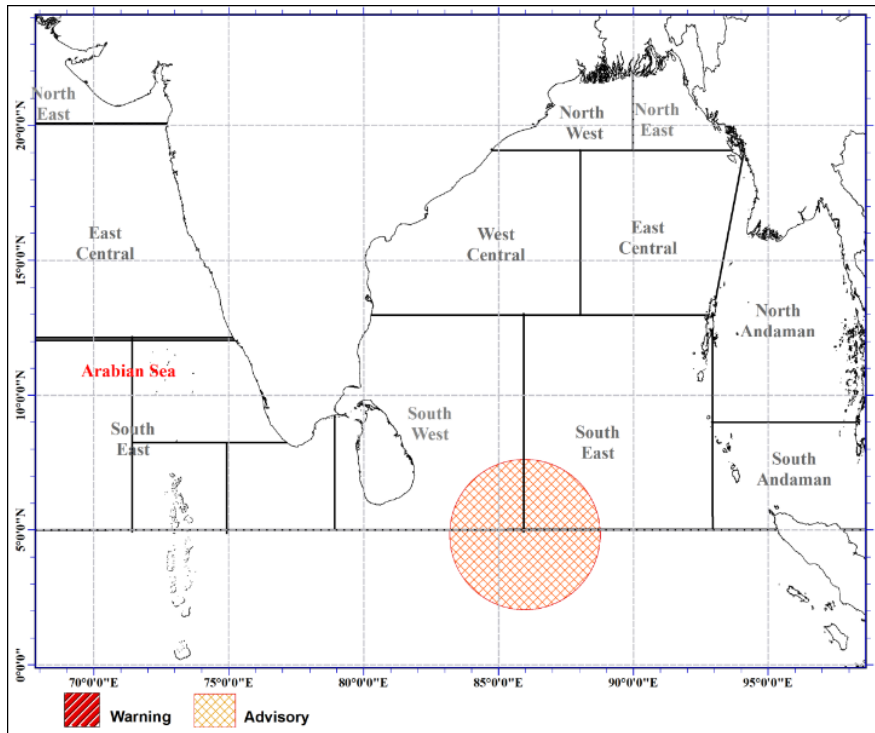 North
East
North
West
North
East
20°0'0"N
East
Central
West
Central
East
Central
15°0'0"N
North
Andaman
Arabian Sea
10°0'0"N
South
East
South
West
South
East
South
Andaman
5°0'0"N
0°0'0"
70°0'0"E
75°0'0"E
80°0'0"E
85°0'0"E
90°0'0"E
95°0'0"E
Warning
Advisory